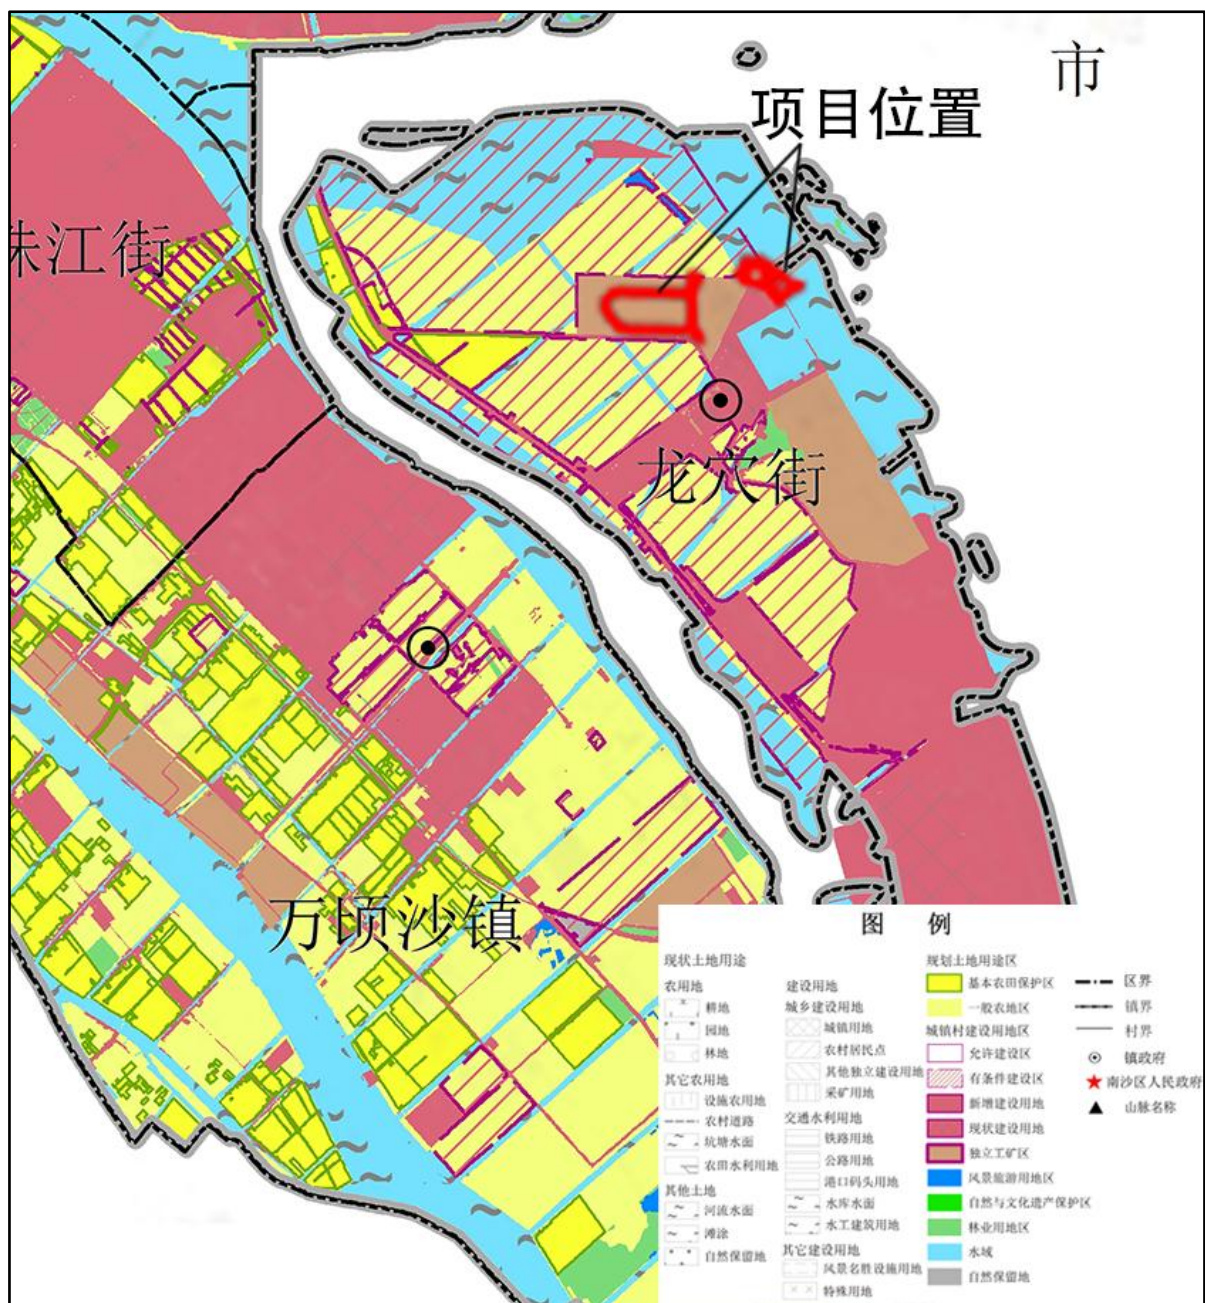 市
项目位置
珠江街
龙穴街
万顷沙镇
图 例
现状土地用途
农用地
耕地
园地
林地
其它农用地
设施农用地
农村道路
坑塘水面
农田水利用地
其他土地
河流水面
滩涂
自然保留地
建设用地
城乡建设用地
城镇用地
农村居民点
其他独立建设用地
采矿用地
交通水利用地
铁路用地
公路用地
港口码头用地
水库水面
水工建筑用地
其它建设用地
风景名胜设施用地
特殊用地
规划土地用途区
基本农田保护区
一般农地区
城镇村建设用地区
允许建设区
有条件建设区
新增建设用地
现状建设用地
独立工矿区
风景旅游用地区
自然与文化遗产保护区
林业用地区
水域
自然保留地
区界
镇界
村界
镇政府
南沙区人民政府
山脉名称